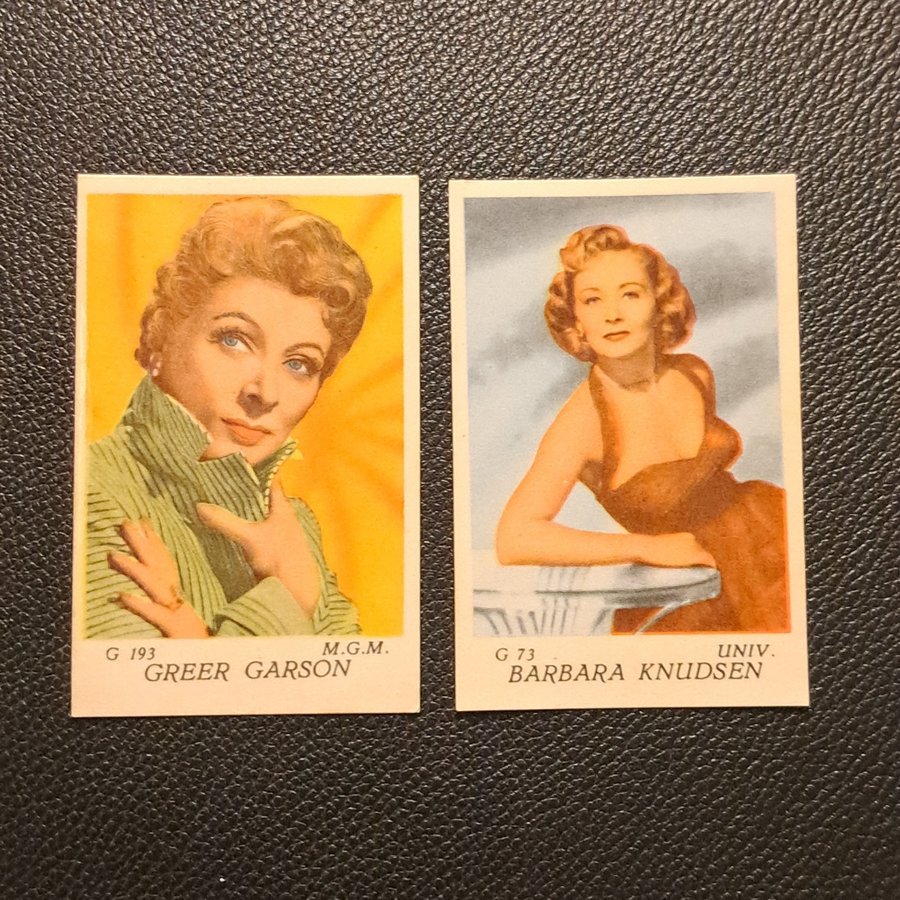 G 193 M.G.M.
GREER GARSON
G 73 UNIV.
BARBARA KNUDSEN